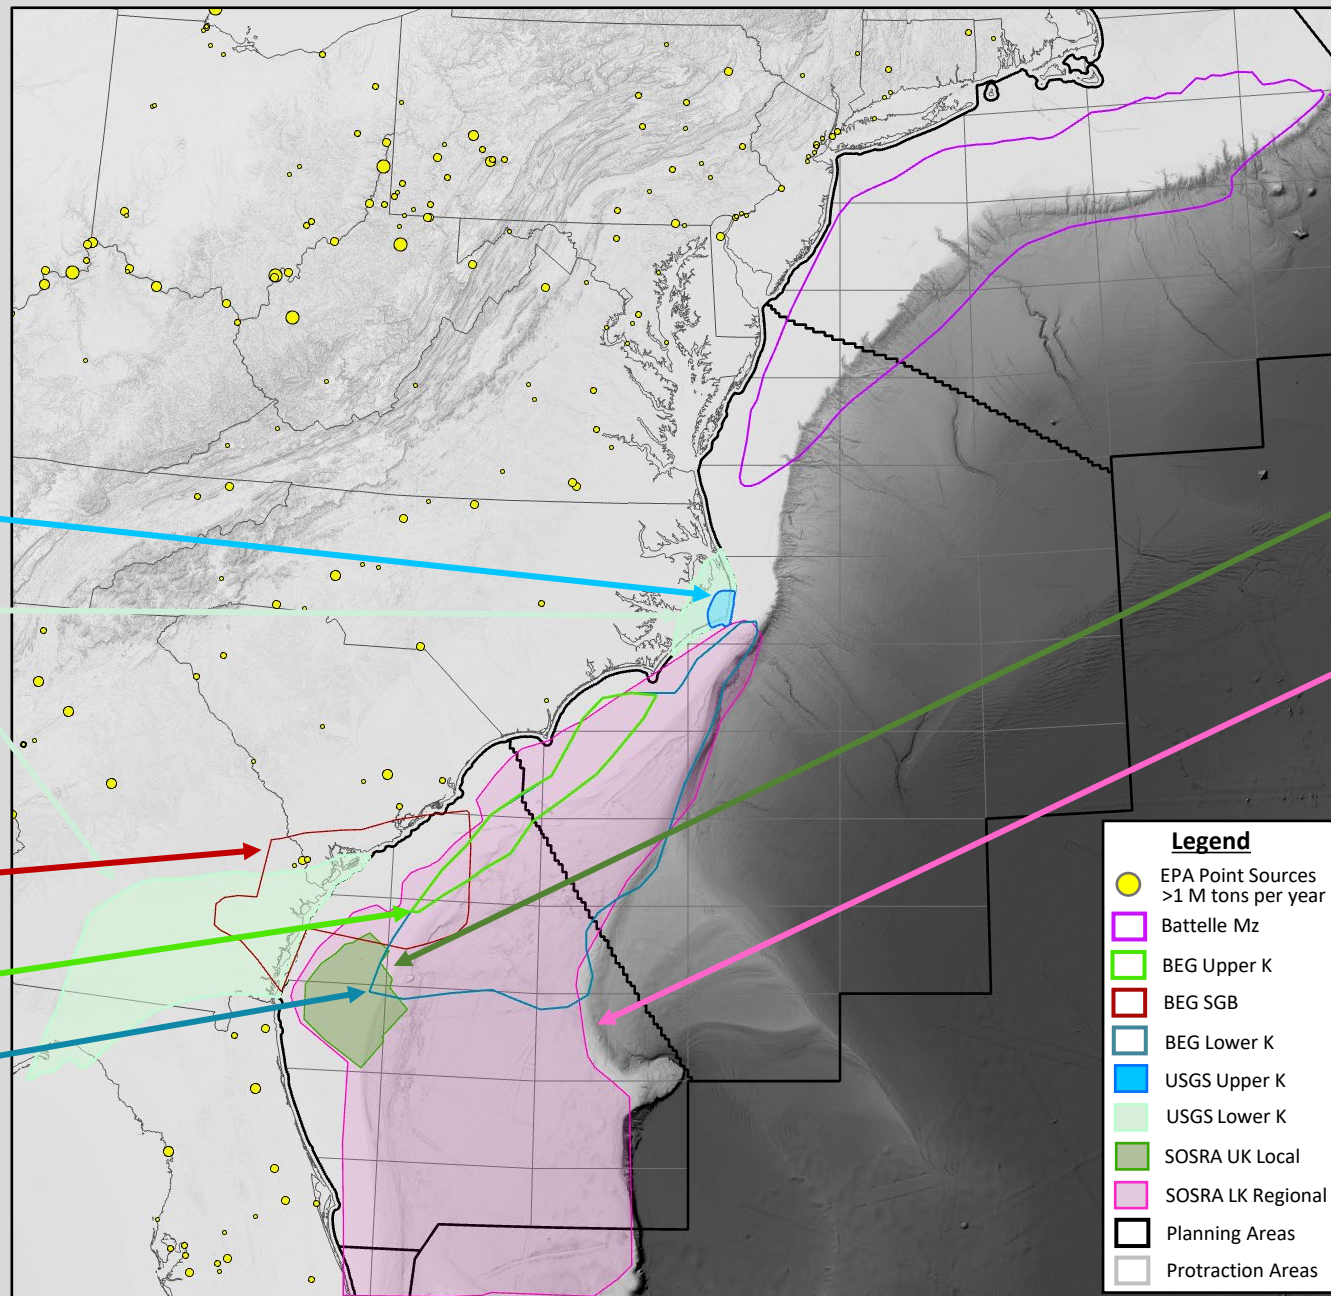 Legend
EPA Point Sources
>1 M tons per year
Battelle Mz
BEG Upper K
BEG SGB
BEG Lower K
USGS Upper K
USGS Lower K
SOSRA UK Local
SOSRA LK Regional
Planning Areas
Protraction Areas